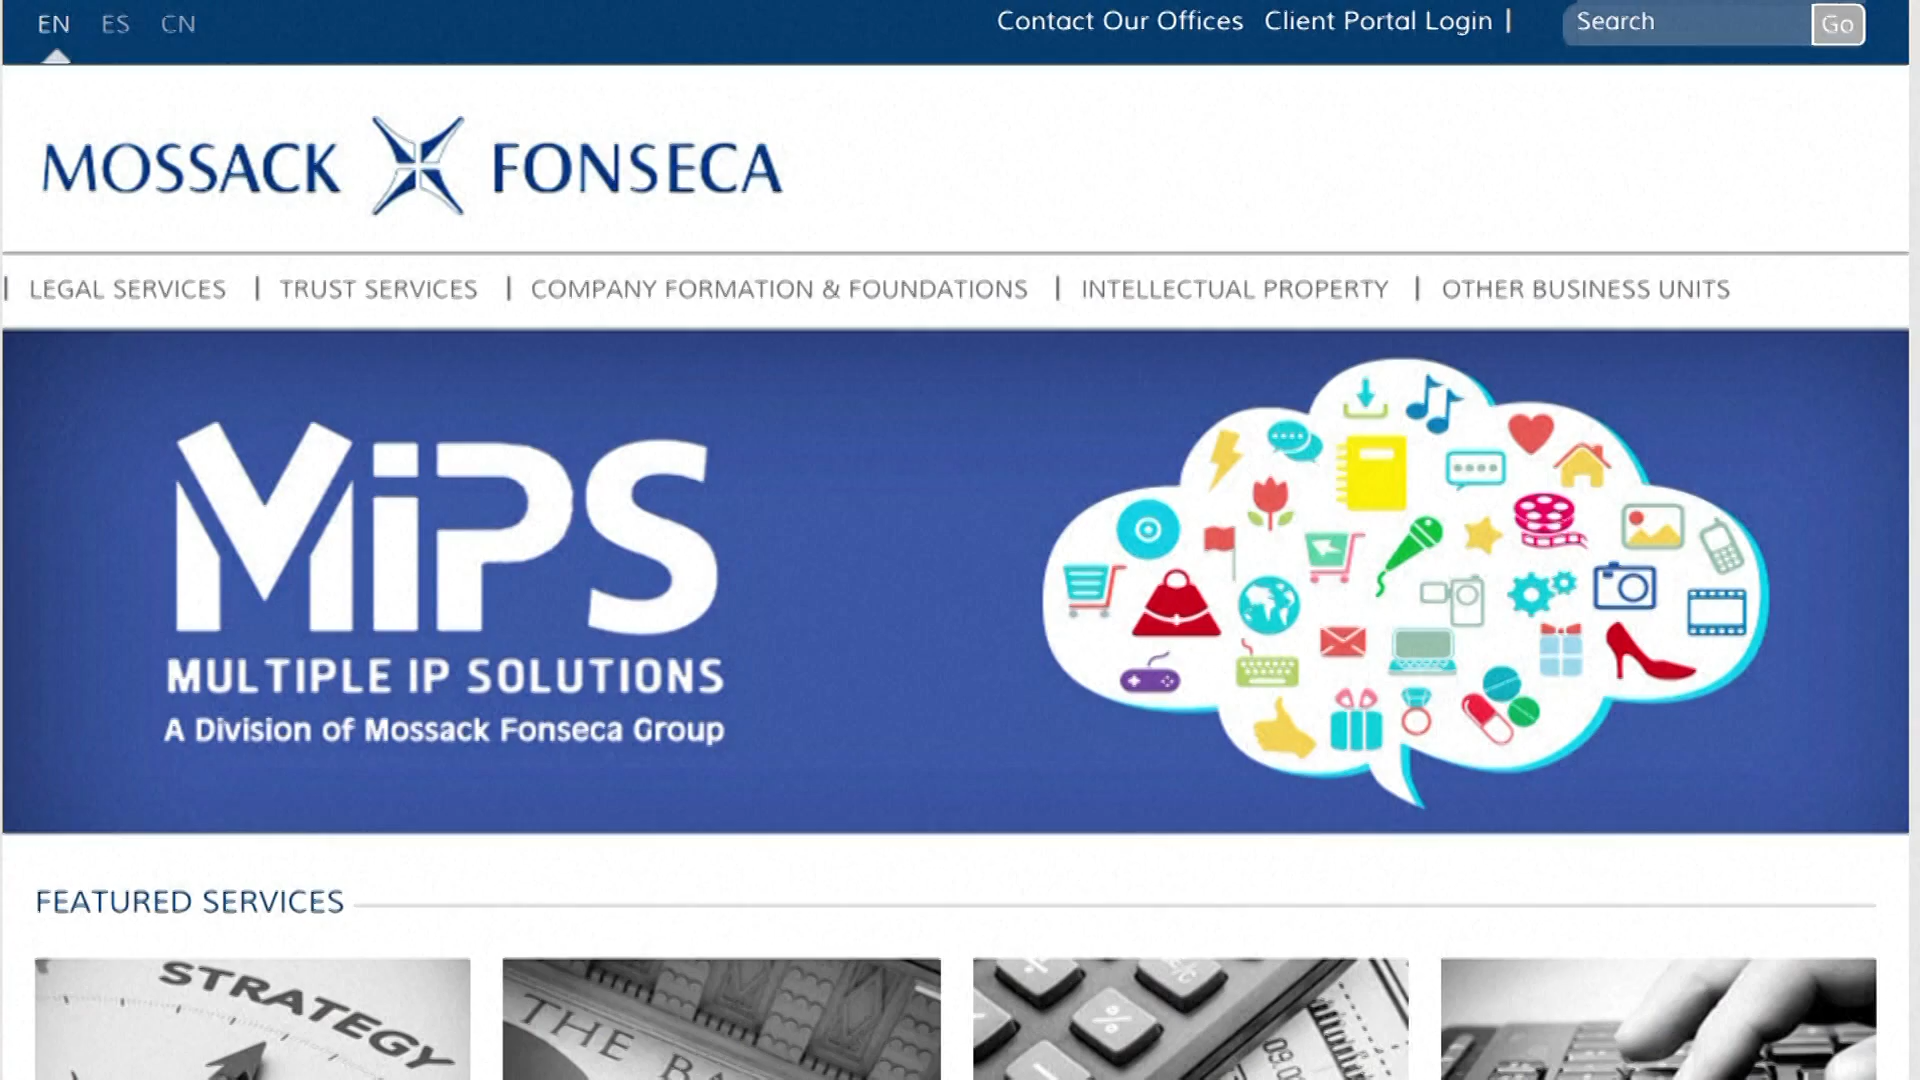 EN ES CN Contact Our Offices Client Portal Login | Search Go
MOSSACK FONSECA
| LEGAL SERVICES | TRUST SERVICES | COMPANY FORMATION & FOUNDATIONS | INTELLECTUAL PROPERTY | OTHER BUSINESS UNITS
MiPS
MULTIPLE IP SOLUTIONS
A Division of Mossack Fonseca Group
FEATURED SERVICES
STRATEGY
THE BA
%